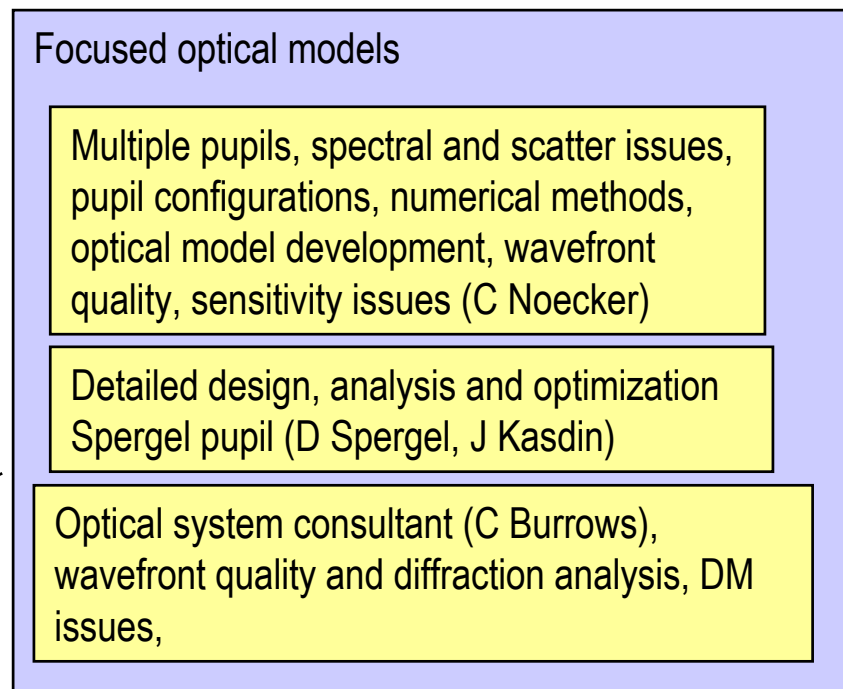 Focused optical models
Multiple pupils, spectral and scatter issues,
pupil configurations, numerical methods,
optical model development, wavefront
quality, sensitivity issues (C Noecker)
Detailed design, analysis and optimization
Spergel pupil (D Spergel, J Kasdin)
Optical system consultant (C Burrows),
wavefront quality and diffraction analysis, DM
issues,